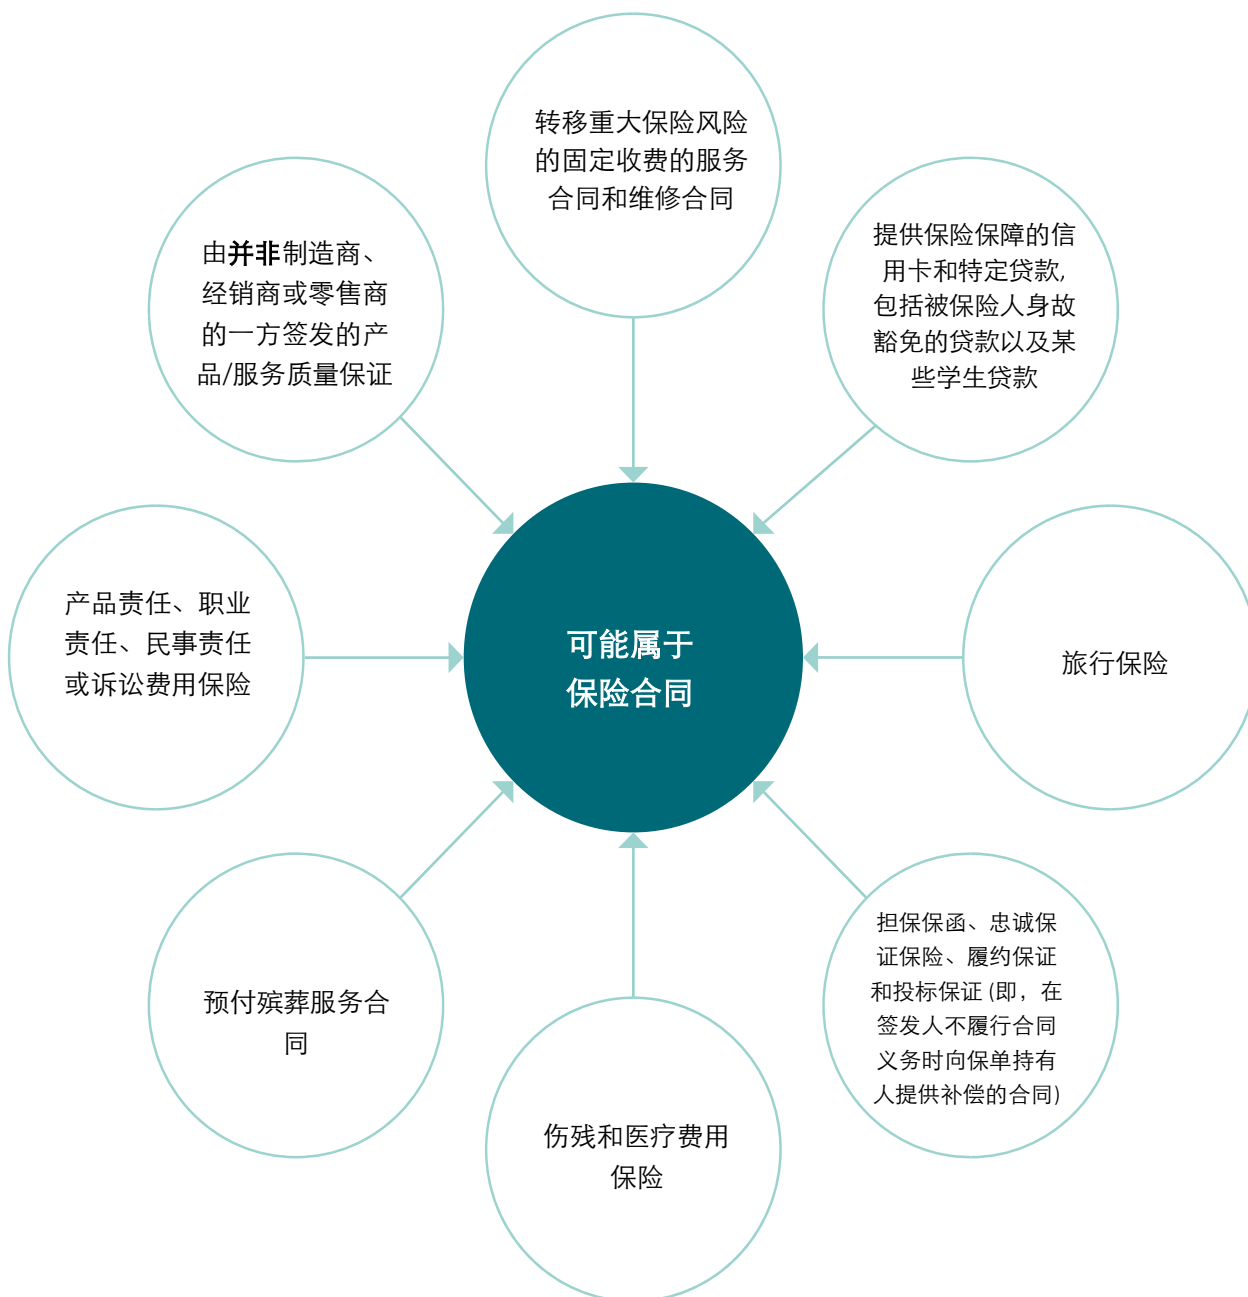 转移重大保险风险
的固定收费的服务
合同和维修合同
提供保险保障的信
用卡和特定贷款,
包括被保险人身故
豁免的贷款以及某
些学生贷款
由并非制造商、
经销商或零售商
的一方签发的产
品/服务质量保证
产品责任、职业
责任、民事责任
或诉讼费用保险
可能属于
保险合同
旅行保险
担保保函、忠诚保
证保险、履约保证
和投标保证 (即，在
签发人不履行合同
义务时向保单持有
人提供补偿的合同)
预付殡葬服务合
同
伤残和医疗费用
保险